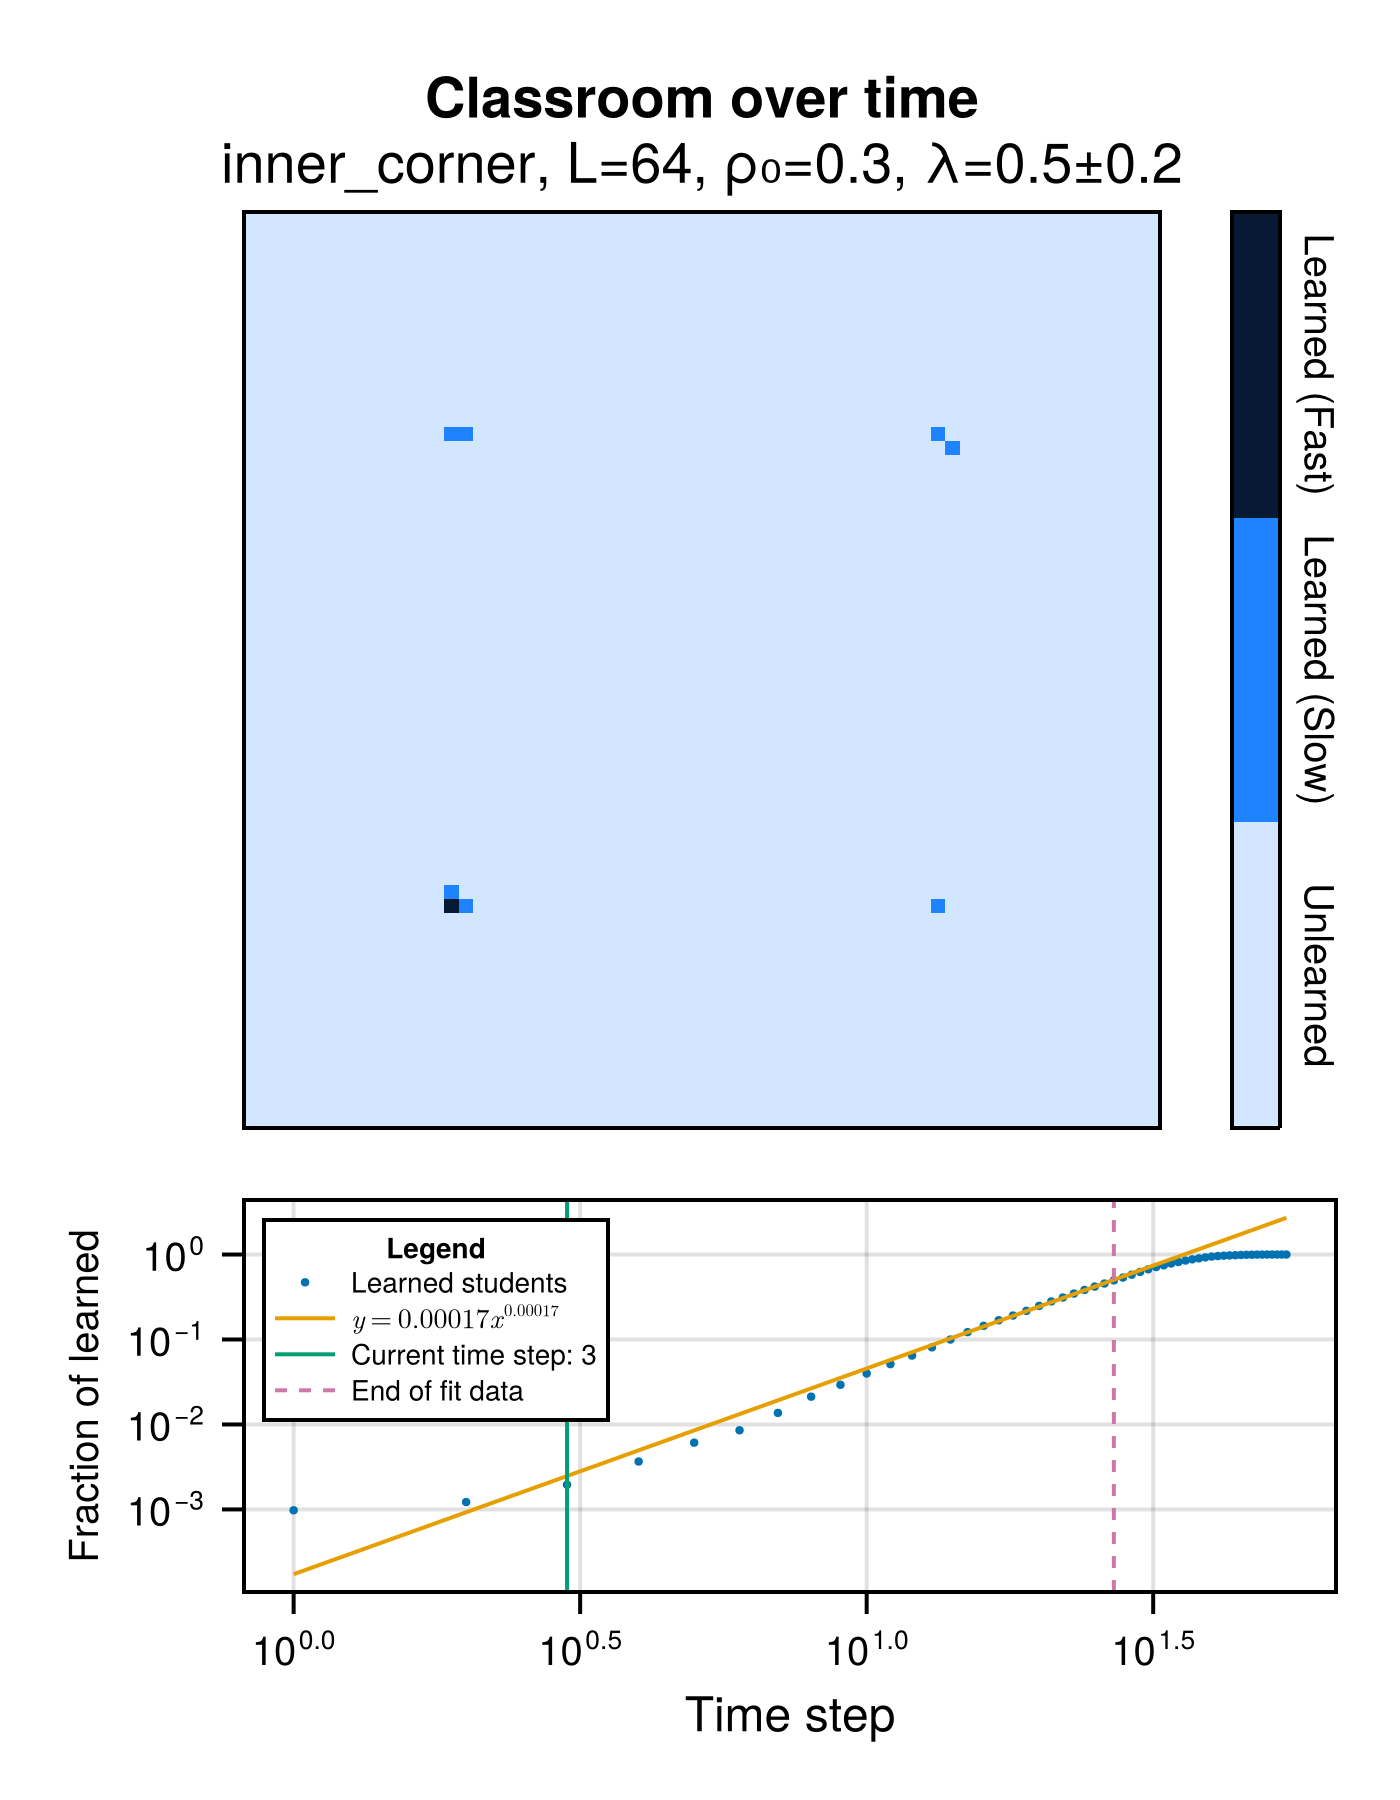 Classroom over time
inner_corner, L=64, ρ₀=0.3, λ=0.5±0.2
Learned (Fast)
Learned (Slow)
Unlearned
Fraction of learned
10⁰
10⁻¹
10⁻²
10⁻³
Legend
Learned students
y = 0.00017x^0.00017
Current time step: 3
End of fit data
10^0.0
10^0.5
10^1.0
10^1.5
Time step